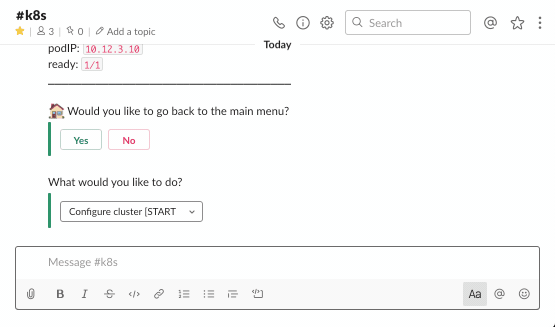 #k8s
3 | 0 | Add a topic
Search
Today
podIP: 10.12.3.10
ready: 1/1
Would you like to go back to the main menu?
Yes No
What would you like to do?
Configure cluster [START
Message #k8s
B I S </> Aa @